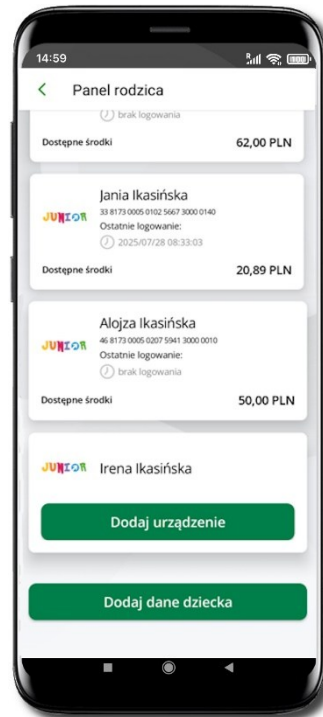 14:59
Panel rodzica
brak logowania
Dostępne środki 62,00 PLN
Jania Ikasińska
JUNIOR
33 8173 0005 0102 5667 3000 0140
Ostatnie logowanie:
2025/07/28 08:33:03
Dostępne środki 20,89 PLN
Alojza Ikasińska
JUNIOR
46 8173 0005 0207 5941 3000 0010
Ostatnie logowanie:
brak logowania
Dostępne środki 50,00 PLN
JUNIOR Irena Ikasińska
Dodaj urządzenie
Dodaj dane dziecka